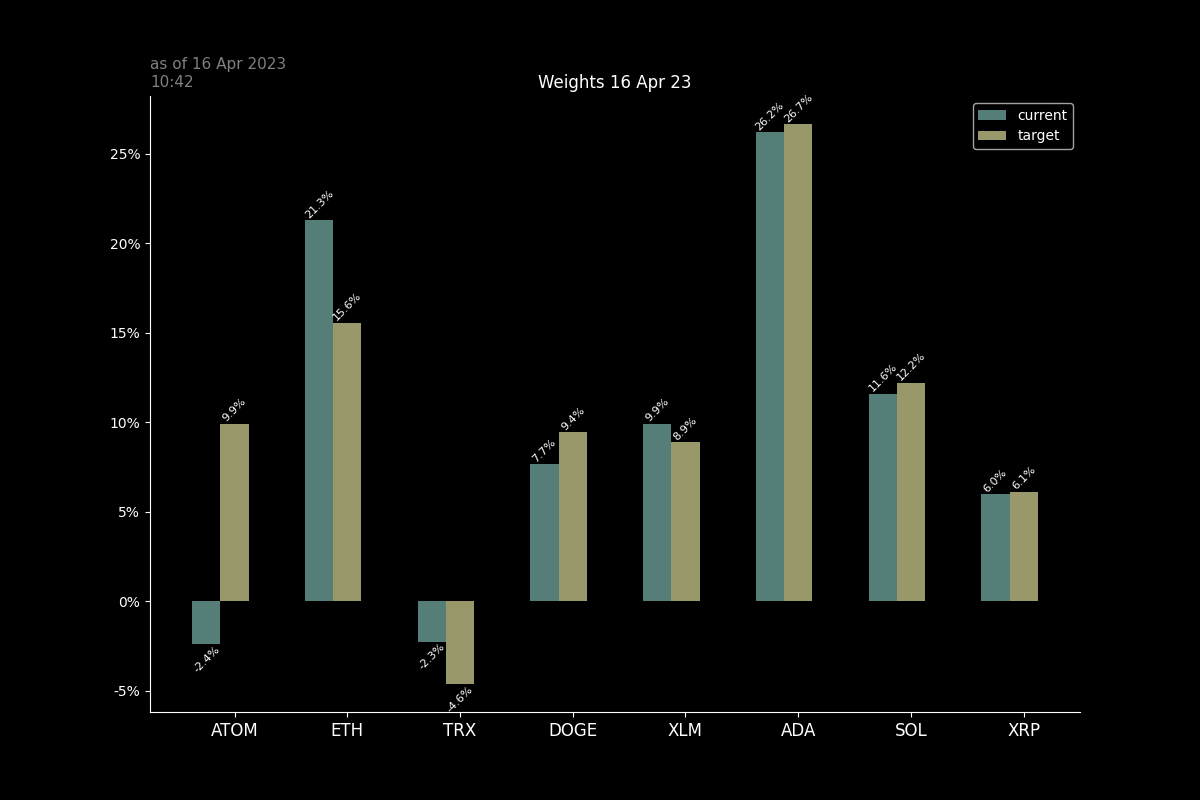 as of 16 Apr 2023
10:42
Weights 16 Apr 23
current
target
25%
20%
15%
10%
5%
0%
-5%
-2.4%
9.9%
21.3%
15.6%
-2.3%
-4.6%
7.7%
9.4%
9.9%
8.9%
26.2%
26.7%
11.6%
12.2%
6.0%
6.1%
ATOM
ETH
TRX
DOGE
XLM
ADA
SOL
XRP